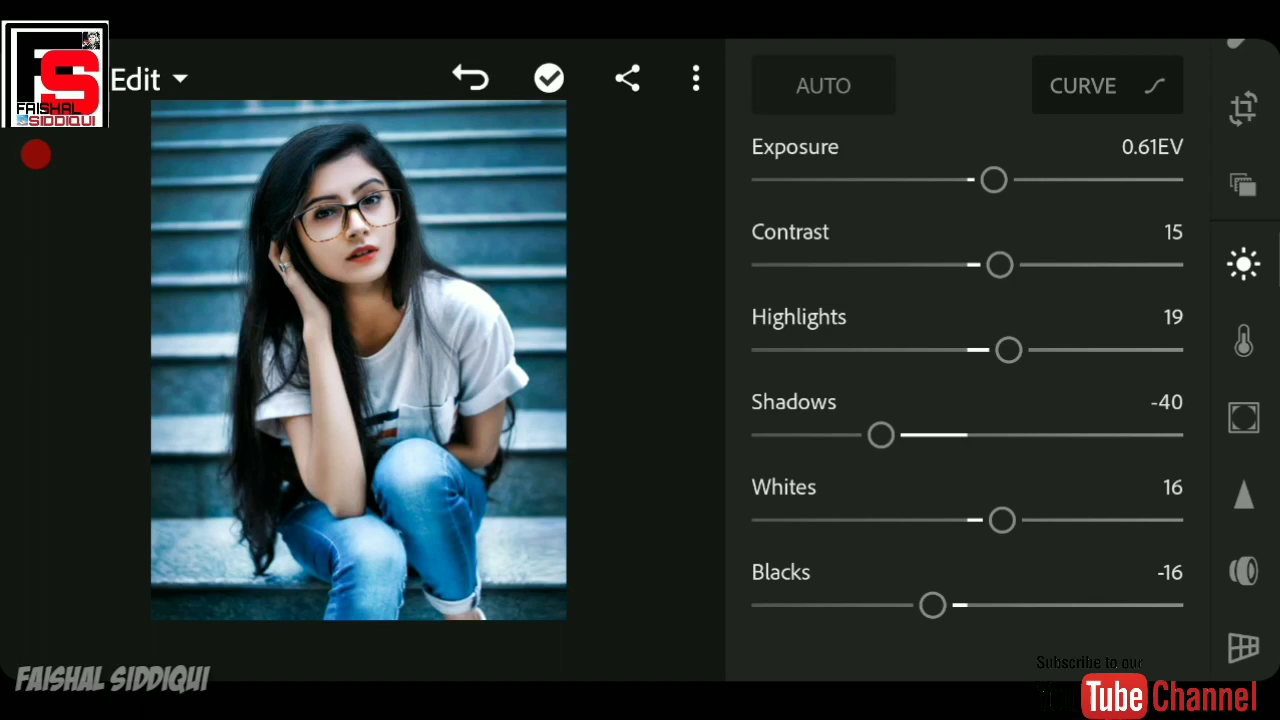 FS
FAISHAL
SIDDIQUI
Edit
AUTO
CURVE
Exposure 0.61EV
Contrast 15
Highlights 19
Shadows -40
Whites 16
Blacks -16
FAISHAL SIDDIQUI
Subscribe to our
Tube Channel